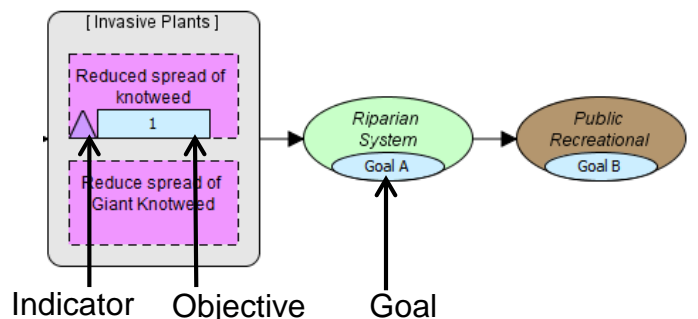 [ Invasive Plants ]
Reduced spread of
knotweed
1
Reduce spread of
Giant Knotweed
Riparian
System
Goal A
Public
Recreational
Goal B
Indicator
Objective
Goal